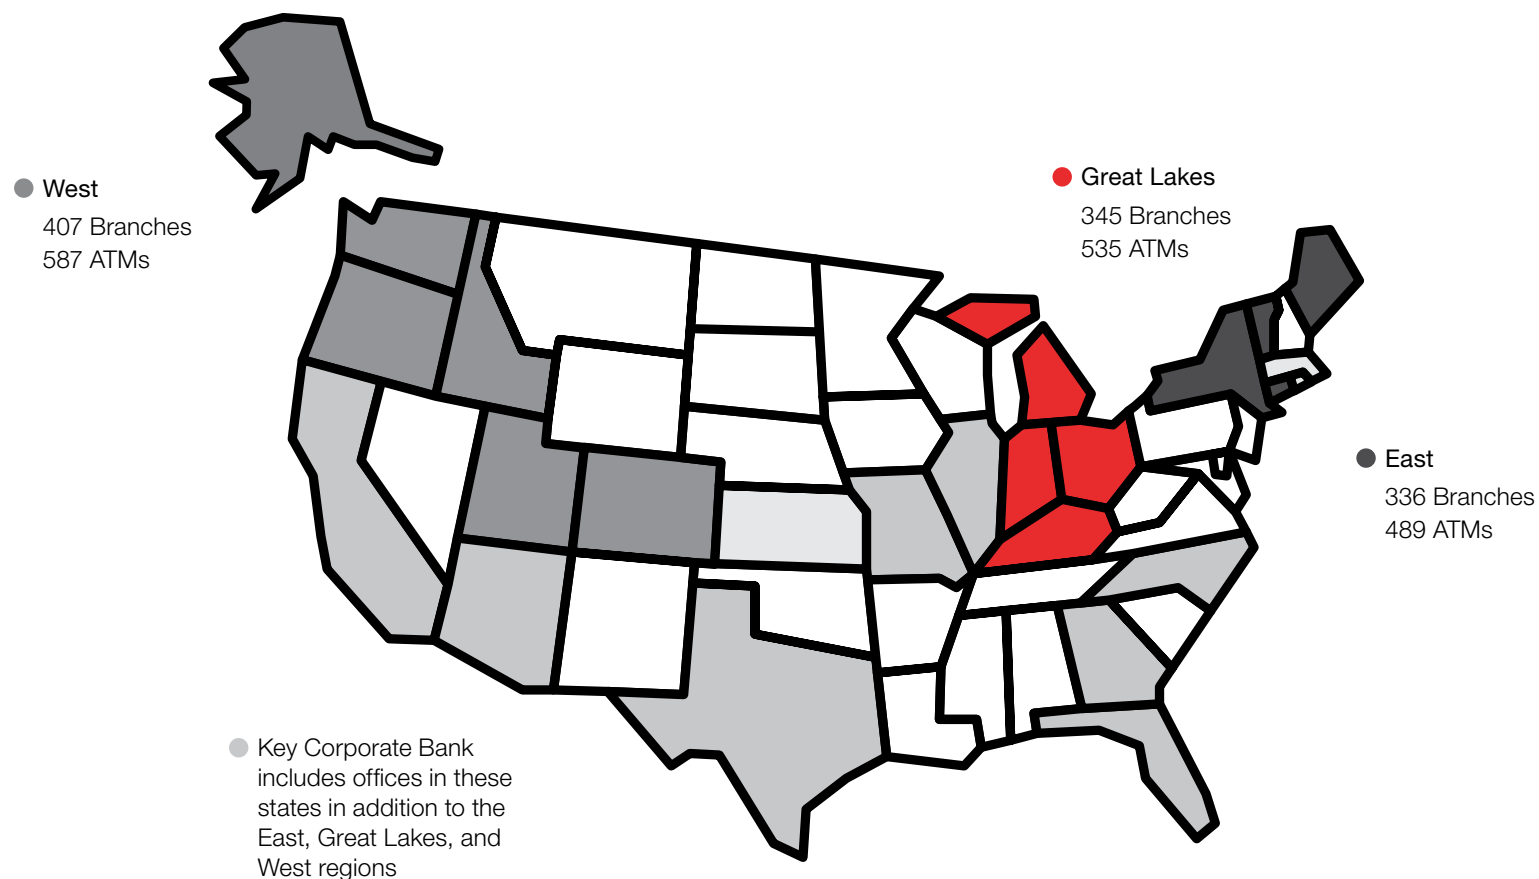 West
407 Branches
587 ATMs
Great Lakes
345 Branches
535 ATMs
East
336 Branches
489 ATMs
Key Corporate Bank
includes offices in these
states in addition to the
East, Great Lakes, and
West regions